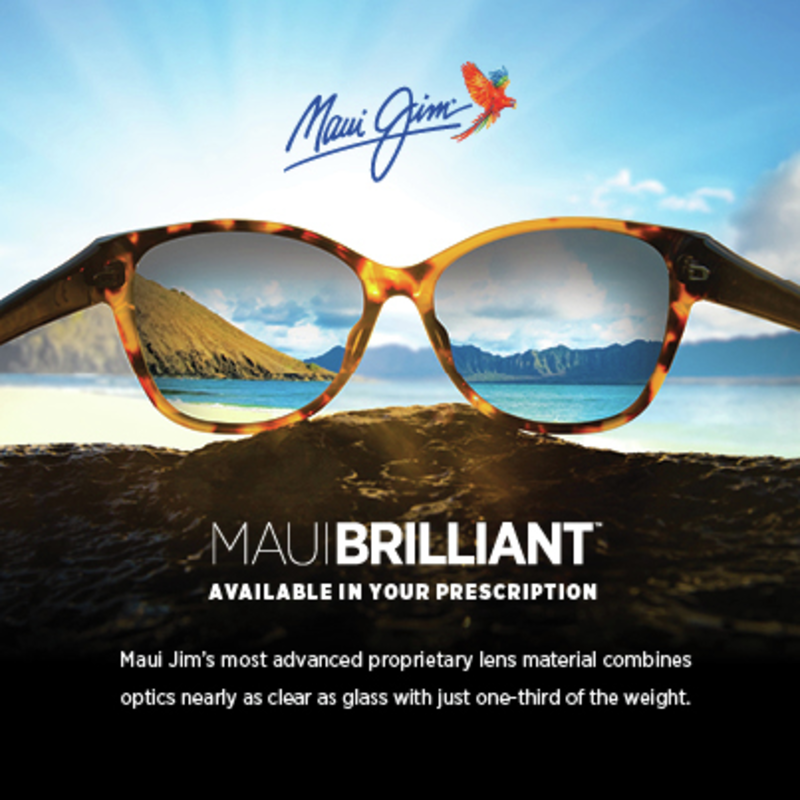 Maui Jim
MAUIBRILLIANT™
AVAILABLE IN YOUR PRESCRIPTION
Maui Jim's most advanced proprietary lens material combines
optics nearly as clear as glass with just one-third of the weight.